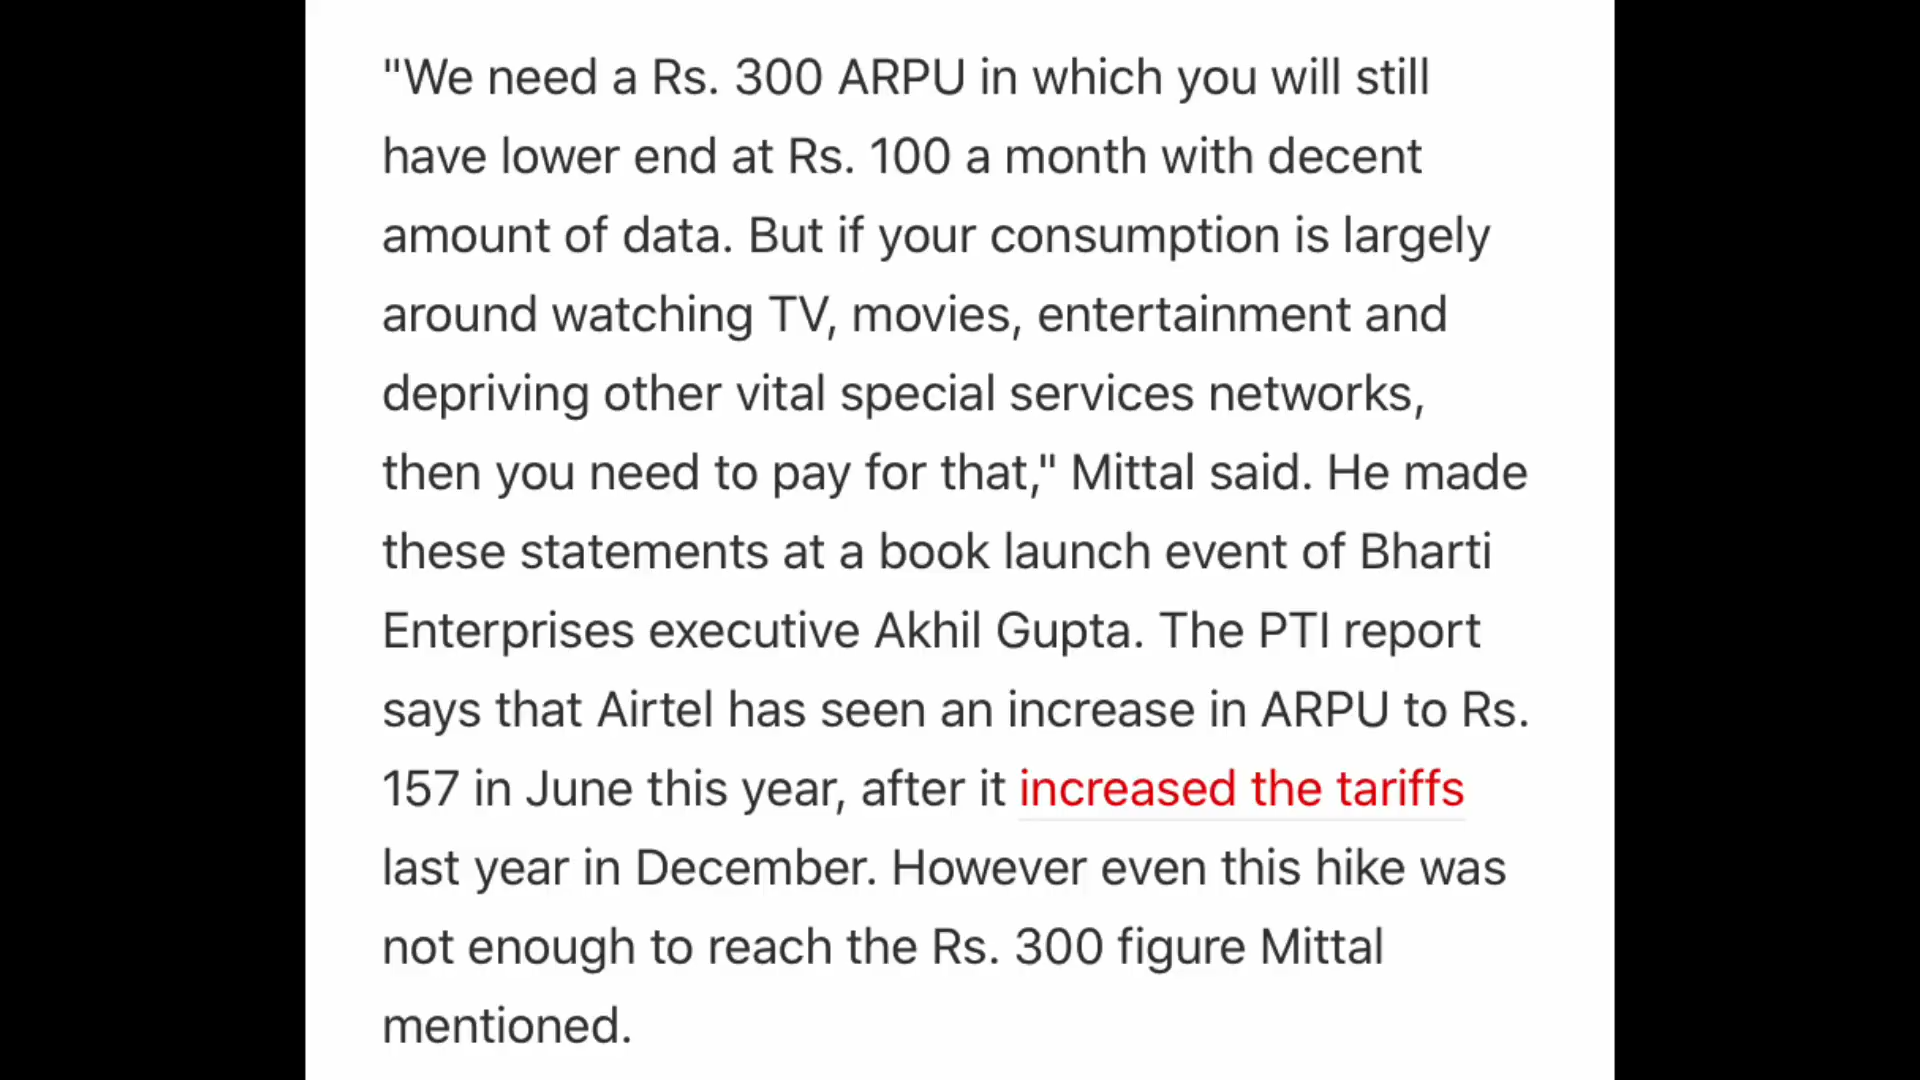 "We need a Rs. 300 ARPU in which you will still
have lower end at Rs. 100 a month with decent
amount of data. But if your consumption is largely
around watching TV, movies, entertainment and
depriving other vital special services networks,
then you need to pay for that," Mittal said. He made
these statements at a book launch event of Bharti
Enterprises executive Akhil Gupta. The PTI report
says that Airtel has seen an increase in ARPU to Rs.
157 in June this year, after it increased the tariffs
last year in December. However even this hike was
not enough to reach the Rs. 300 figure Mittal
mentioned.